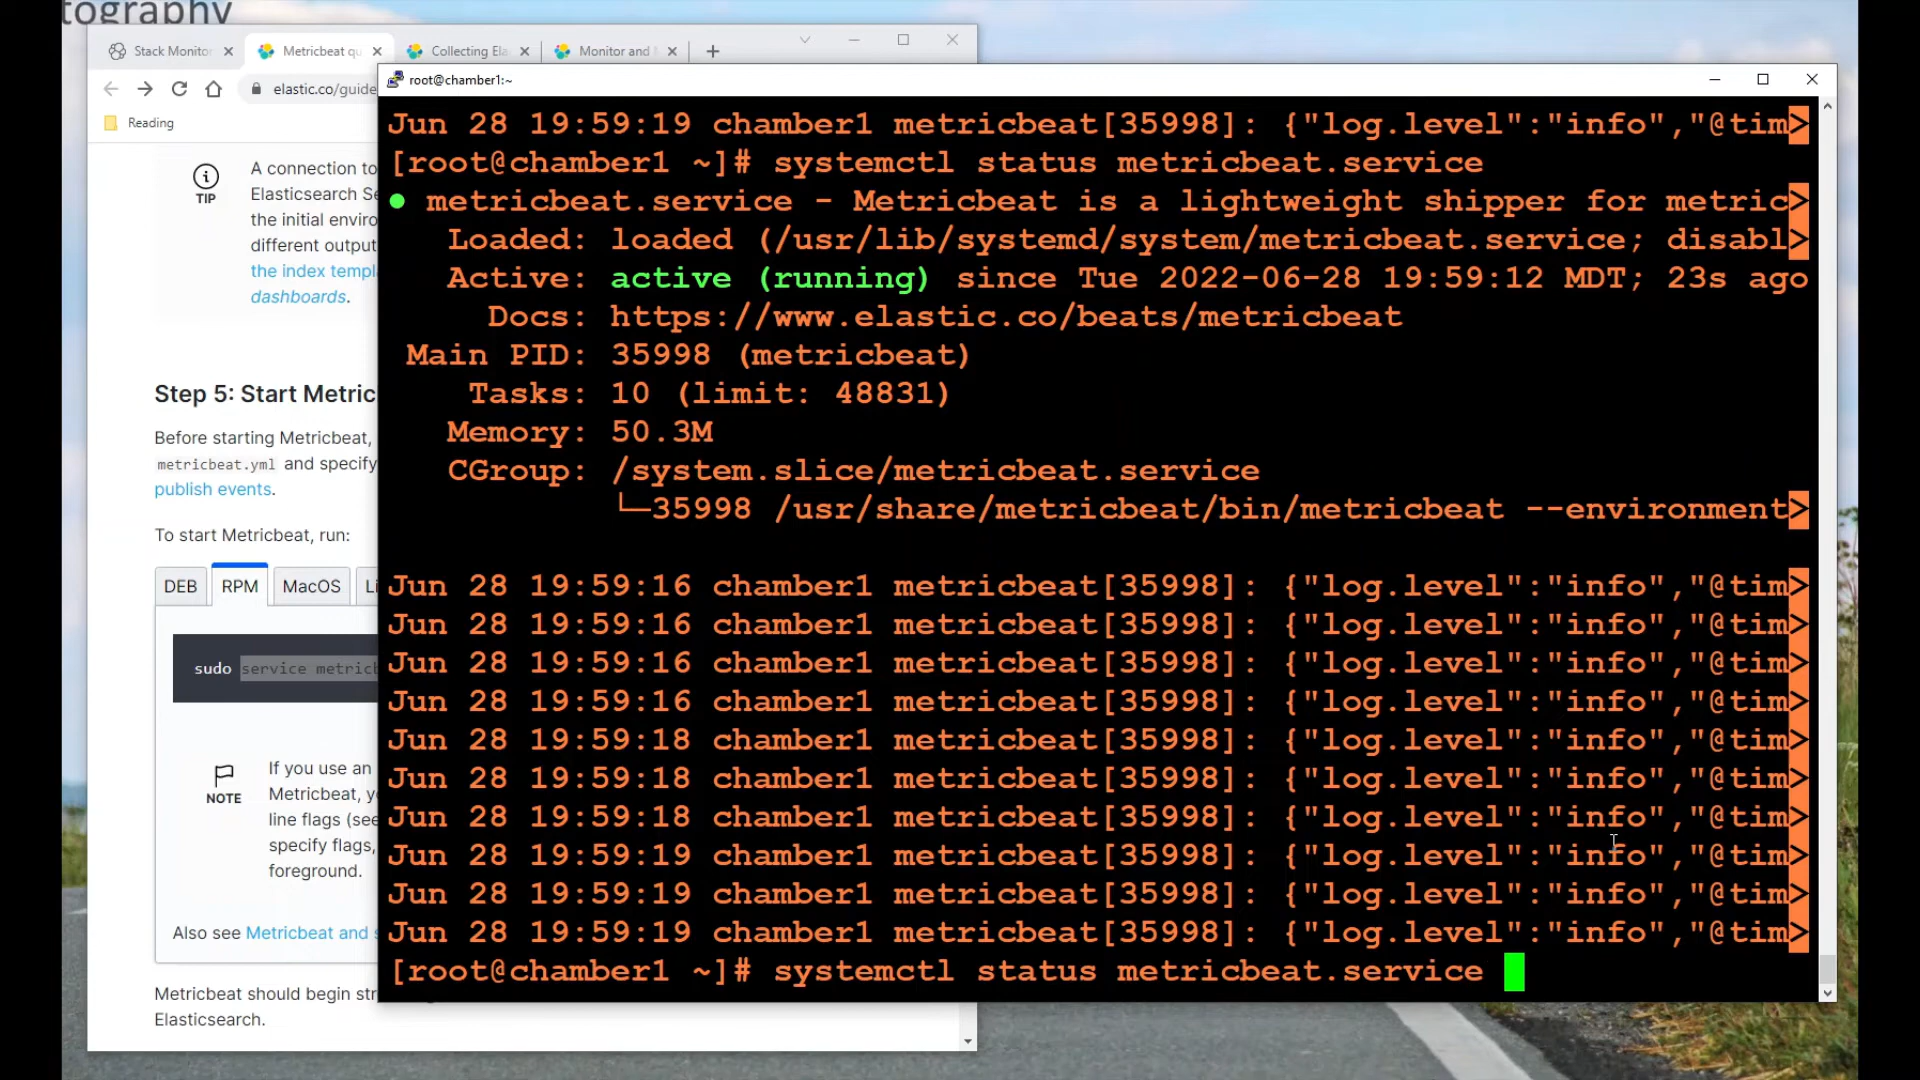 tography
Stack Monitor
Metricbeat qu
Collecting Ela
Monitor and
elastic.co/guide
Reading
TIP
A connection to
Elasticsearch Se
the initial enviro
different output
the index templ
dashboards.
Step 5: Start Metric
Before starting Metricbeat,
metricbeat.yml and specify
publish events.
To start Metricbeat, run:
DEB RPM MacOS Li
sudo service metricb
NOTE
If you use an
Metricbeat, y
line flags (see
specify flags,
foreground.
Also see Metricbeat and s
Metricbeat should begin str
Elasticsearch.
root@chamber1:~
Jun 28 19:59:19 chamber1 metricbeat[35998]: {"log.level":"info","@tim>
[root@chamber1 ~]# systemctl status metricbeat.service
● metricbeat.service - Metricbeat is a lightweight shipper for metric>
Loaded: loaded (/usr/lib/systemd/system/metricbeat.service; disabl>
Active: active (running) since Tue 2022-06-28 19:59:12 MDT; 23s ago
Docs: https://www.elastic.co/beats/metricbeat
Main PID: 35998 (metricbeat)
Tasks: 10 (limit: 48831)
Memory: 50.3M
CGroup: /system.slice/metricbeat.service
└─35998 /usr/share/metricbeat/bin/metricbeat --environment>
Jun 28 19:59:16 chamber1 metricbeat[35998]: {"log.level":"info","@tim>
Jun 28 19:59:16 chamber1 metricbeat[35998]: {"log.level":"info","@tim>
Jun 28 19:59:16 chamber1 metricbeat[35998]: {"log.level":"info","@tim>
Jun 28 19:59:16 chamber1 metricbeat[35998]: {"log.level":"info","@tim>
Jun 28 19:59:18 chamber1 metricbeat[35998]: {"log.level":"info","@tim>
Jun 28 19:59:18 chamber1 metricbeat[35998]: {"log.level":"info","@tim>
Jun 28 19:59:18 chamber1 metricbeat[35998]: {"log.level":"info","@tim>
Jun 28 19:59:19 chamber1 metricbeat[35998]: {"log.level":"info","@tim>
Jun 28 19:59:19 chamber1 metricbeat[35998]: {"log.level":"info","@tim>
Jun 28 19:59:19 chamber1 metricbeat[35998]: {"log.level":"info","@tim>
[root@chamber1 ~]# systemctl status metricbeat.service